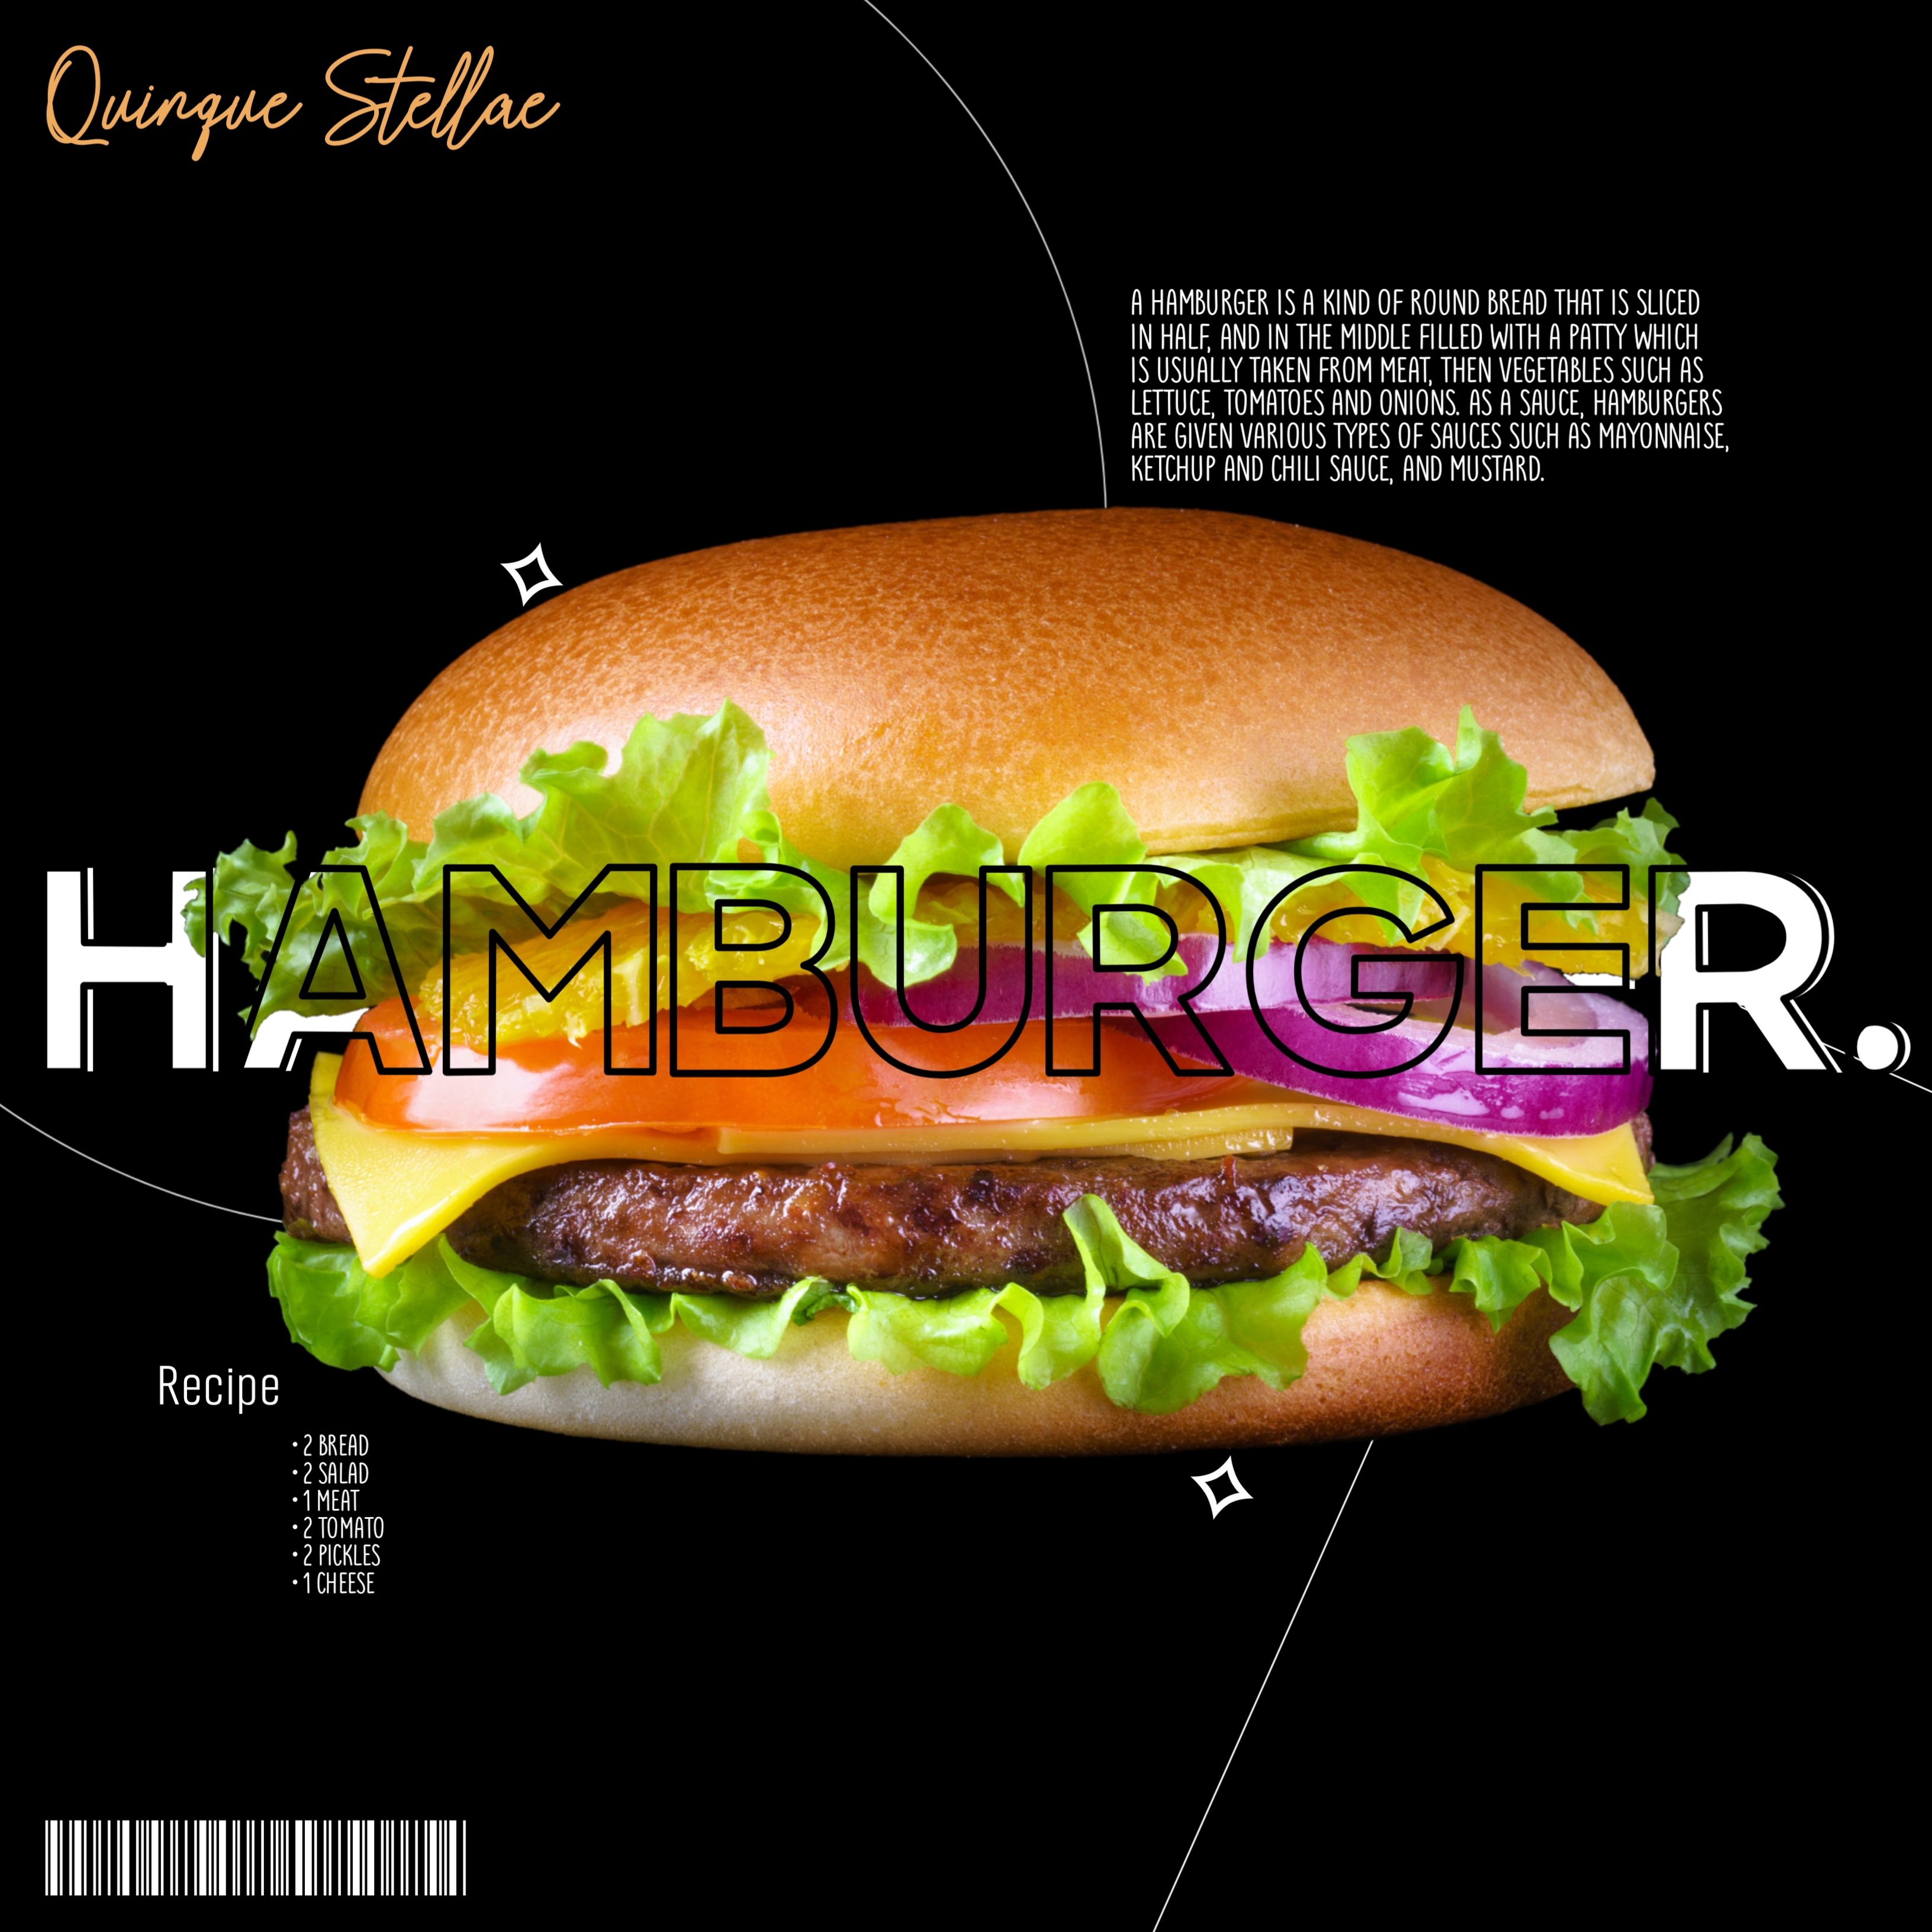 Quinque Stellae
A HAMBURGER IS A KIND OF ROUND BREAD THAT IS SLICED
IN HALF, AND IN THE MIDDLE FILLED WITH A PATTY WHICH
IS USUALLY TAKEN FROM MEAT, THEN VEGETABLES SUCH AS
LETTUCE, TOMATOES AND ONIONS. AS A SAUCE, HAMBURGERS
ARE GIVEN VARIOUS TYPES OF SAUCES SUCH AS MAYONNAISE,
KETCHUP AND CHILI SAUCE, AND MUSTARD.
HAMBURGER.
Recipe
• 2 BREAD
• 2 SALAD
• 1 MEAT
• 2 TOMATO
• 2 PICKLES
• 1 CHEESE